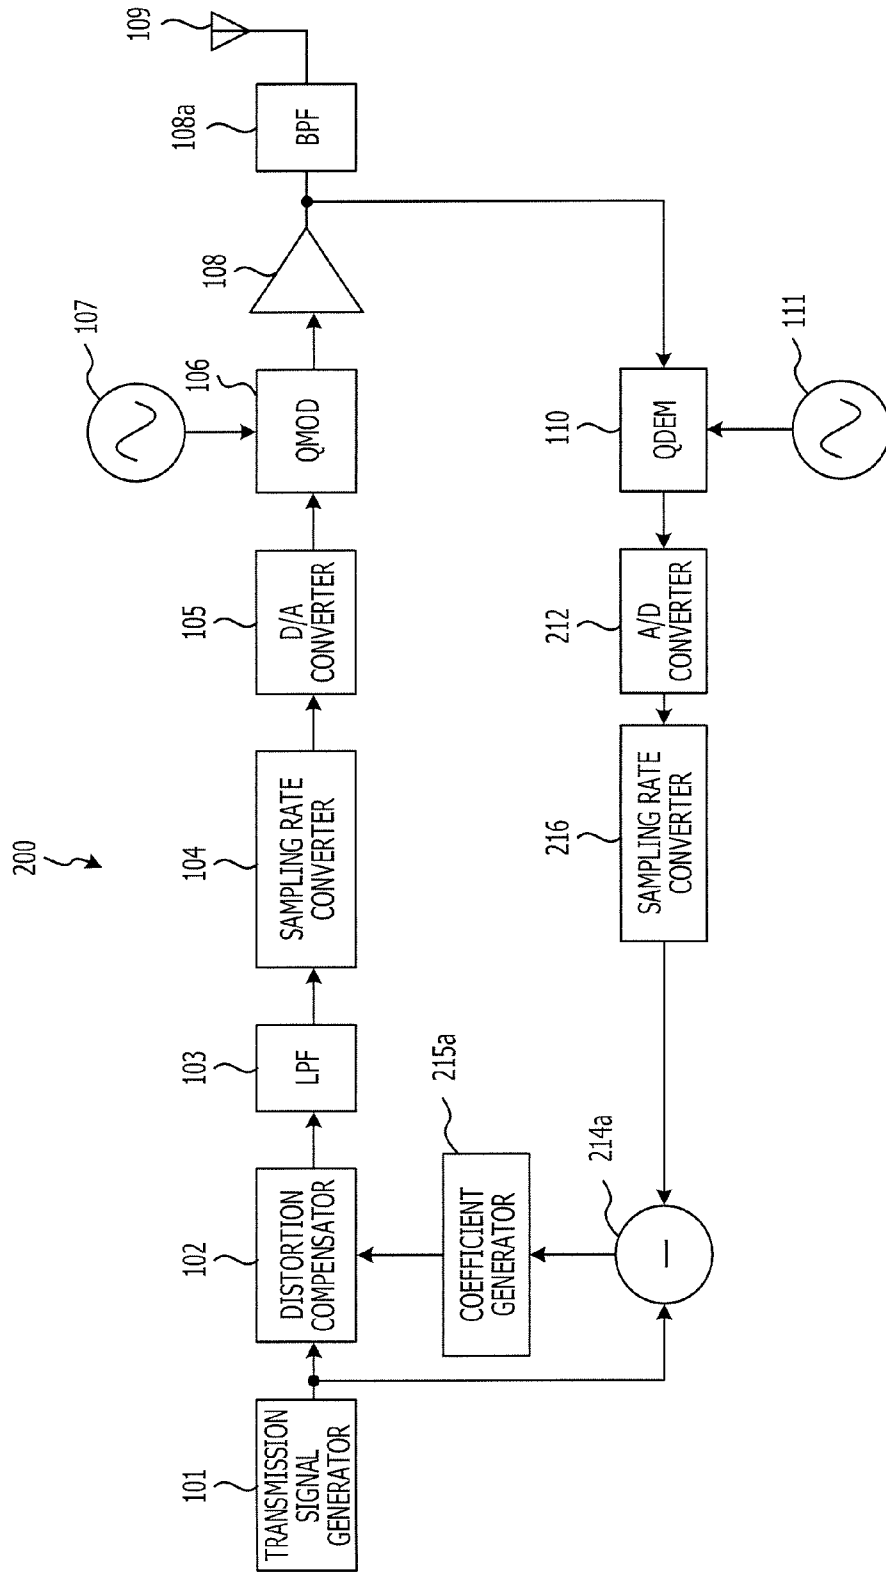 200
101
TRANSMISSION
SIGNAL
GENERATOR
102
DISTORTION
COMPENSATOR
103
LPF
104
SAMPLING RATE
CONVERTER
105
D/A
CONVERTER
106
QMOD
107
108
108a
BPF
109
215a
COEFFICIENT
GENERATOR
214a
216
SAMPLING RATE
CONVERTER
212
A/D
CONVERTER
110
QDEM
111